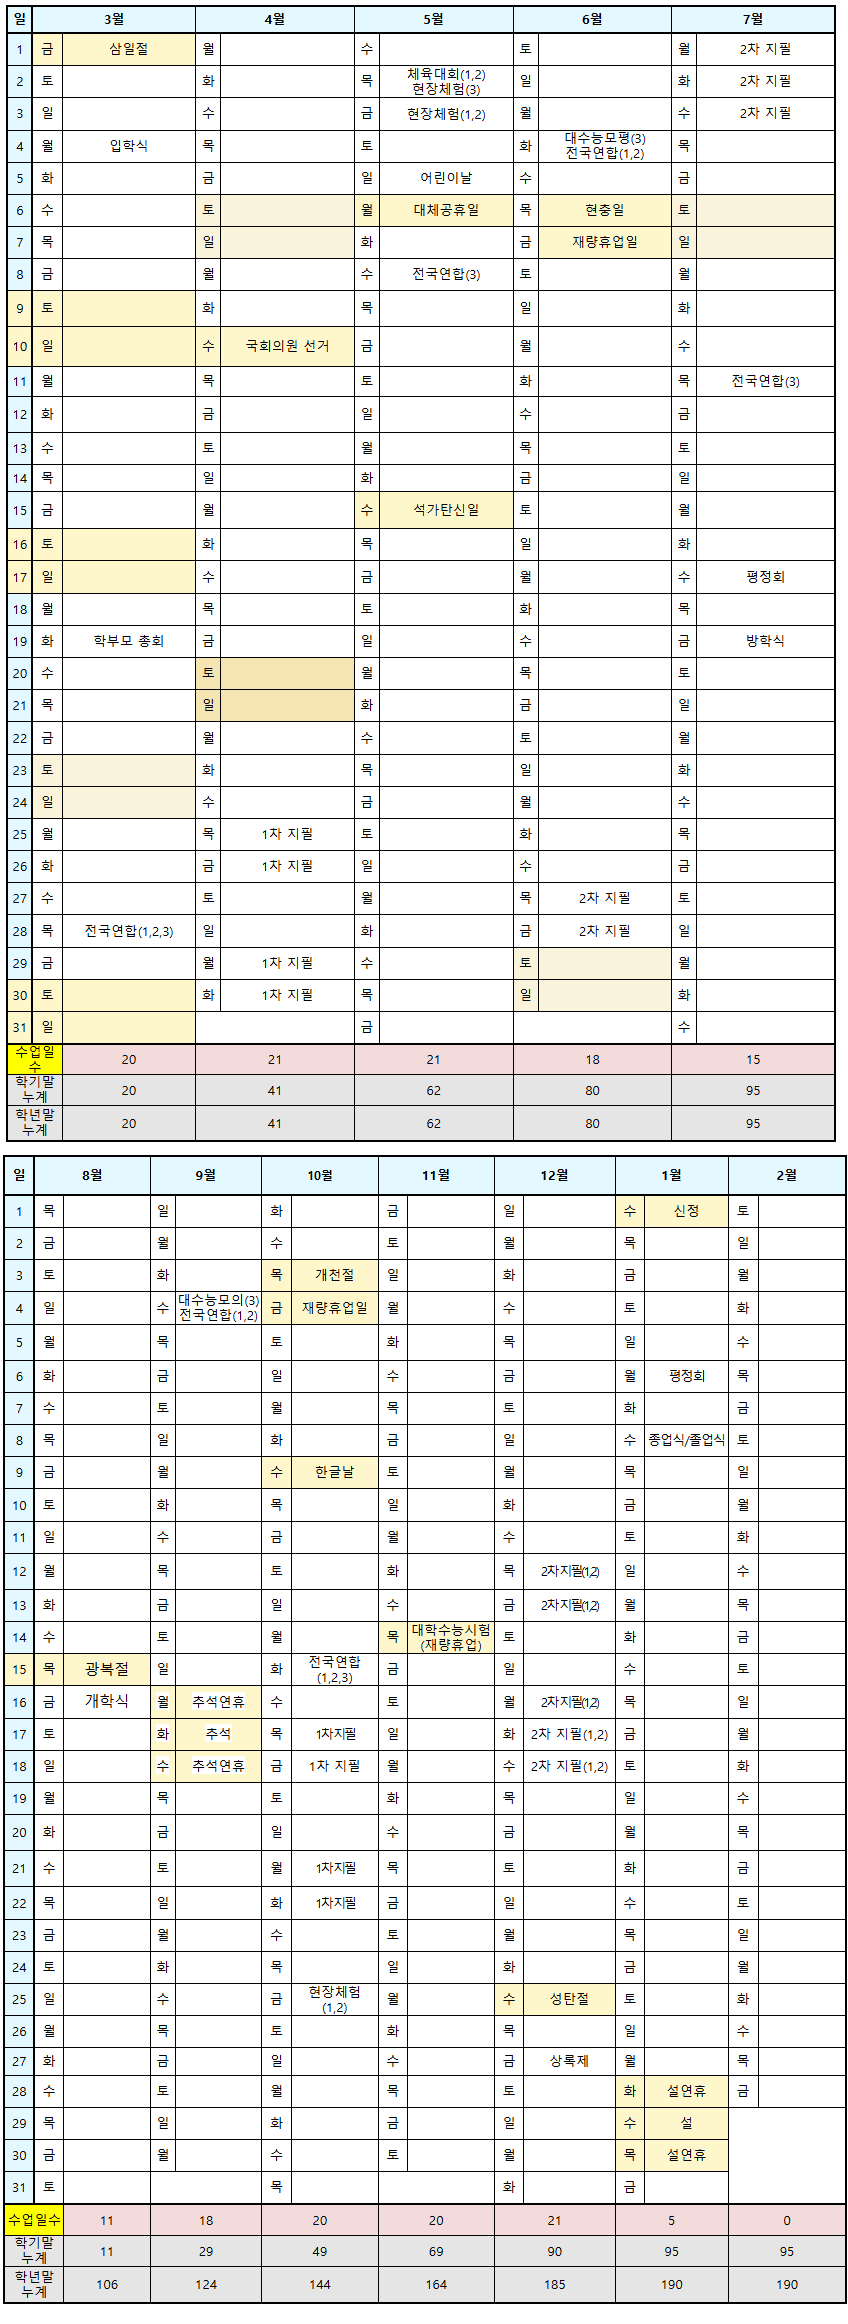 일 3월 4월 5월 6월 7월
1 금 삼일절 월 수 토 월 2차 지필
2 토 화 목 체육대회(1,2) 현장체험(3) 일 화 2차 지필
3 일 수 금 현장체험(1,2) 월 수 2차 지필
4 월 입학식 목 토 화 대수능모평(3) 전국연합(1,2) 목
5 화 금 일 어린이날 수 금
6 수 토 월 대체공휴일 목 현충일 토
7 목 일 화 금 재량휴업일 일
8 금 월 수 전국연합(3) 토 월
9 토 화 목 일 화
10 일 수 국회의원 선거 금 월 수
11 월 목 토 화 목 전국연합(3)
12 화 금 일 수 금
13 수 토 월 목 토
14 목 일 화 금 일
15 금 월 수 석가탄신일 토 월
16 토 화 목 일 화
17 일 수 금 월 수 평정회
18 월 목 토 화 목
19 화 학부모 총회 금 일 수 금 방학식
20 수 토 월 목 토
21 목 일 화 금 일
22 금 월 수 토 월
23 토 화 목 일 화
24 일 수 금 월 수
25 월 목 1차 지필 토 화 목
26 화 금 1차 지필 일 수 금
27 수 토 월 목 2차 지필 토
28 목 전국연합(1,2,3) 일 화 금 2차 지필 일
29 금 월 1차 지필 수 토 월
30 토 화 1차 지필 목 일 화
31 일 금 수
수업일수 20 21 21 18 15
학기말 누계 20 41 62 80 95
학년말 누계 20 41 62 80 95
일 8월 9월 10월 11월 12월 1월 2월
1 목 일 화 금 일 수 신정 토
2 금 월 수 토 월 목 일
3 토 화 목 개천절 일 화 금 월
4 일 수 대수능모의(3) 전국연합(1,2) 금 재량휴업일 월 수 토 화
5 월 목 토 화 목 일 수
6 화 금 일 수 금 월 평정회 목
7 수 토 월 목 토 화 금
8 목 일 화 금 일 수 종업식/졸업식 토
9 금 월 수 한글날 토 월 목 일
10 토 화 목 일 화 금 월
11 일 수 금 월 수 토 화
12 월 목 토 화 목 2차지필(1,2) 일 수
13 화 금 일 수 금 2차지필(1,2) 월 목
14 수 토 월 목 대학수능시험 (재량휴업) 토 화 금
15 목 광복절 일 화 전국연합 (1,2,3) 금 일 수 토
16 금 개학식 월 추석연휴 수 토 월 2차지필(1,2) 목 일
17 토 화 추석 목 1차지필 일 화 2차 지필(1,2) 금 월
18 일 수 추석연휴 금 1차 지필 월 수 2차 지필(1,2) 토 화
19 월 목 토 화 목 일 수
20 화 금 일 수 금 월 목
21 수 토 월 1차지필 목 토 화 금
22 목 일 화 1차지필 금 일 수 토
23 금 월 수 토 월 목 일
24 토 화 목 일 화 금 월
25 일 수 금 현장체험 (1,2) 월 수 성탄절 토 화
26 월 목 토 화 목 일 수
27 화 금 일 수 금 상록제 월 목
28 수 토 월 목 토 화 설연휴 금
29 목 일 화 금 일 수 설
30 금 월 수 토 월 목 설연휴
31 토 목 화 금
수업일수 11 18 20 20 21 5 0
학기말 누계 11 29 49 69 90 95 95
학년말 누계 106 124 144 164 185 190 190